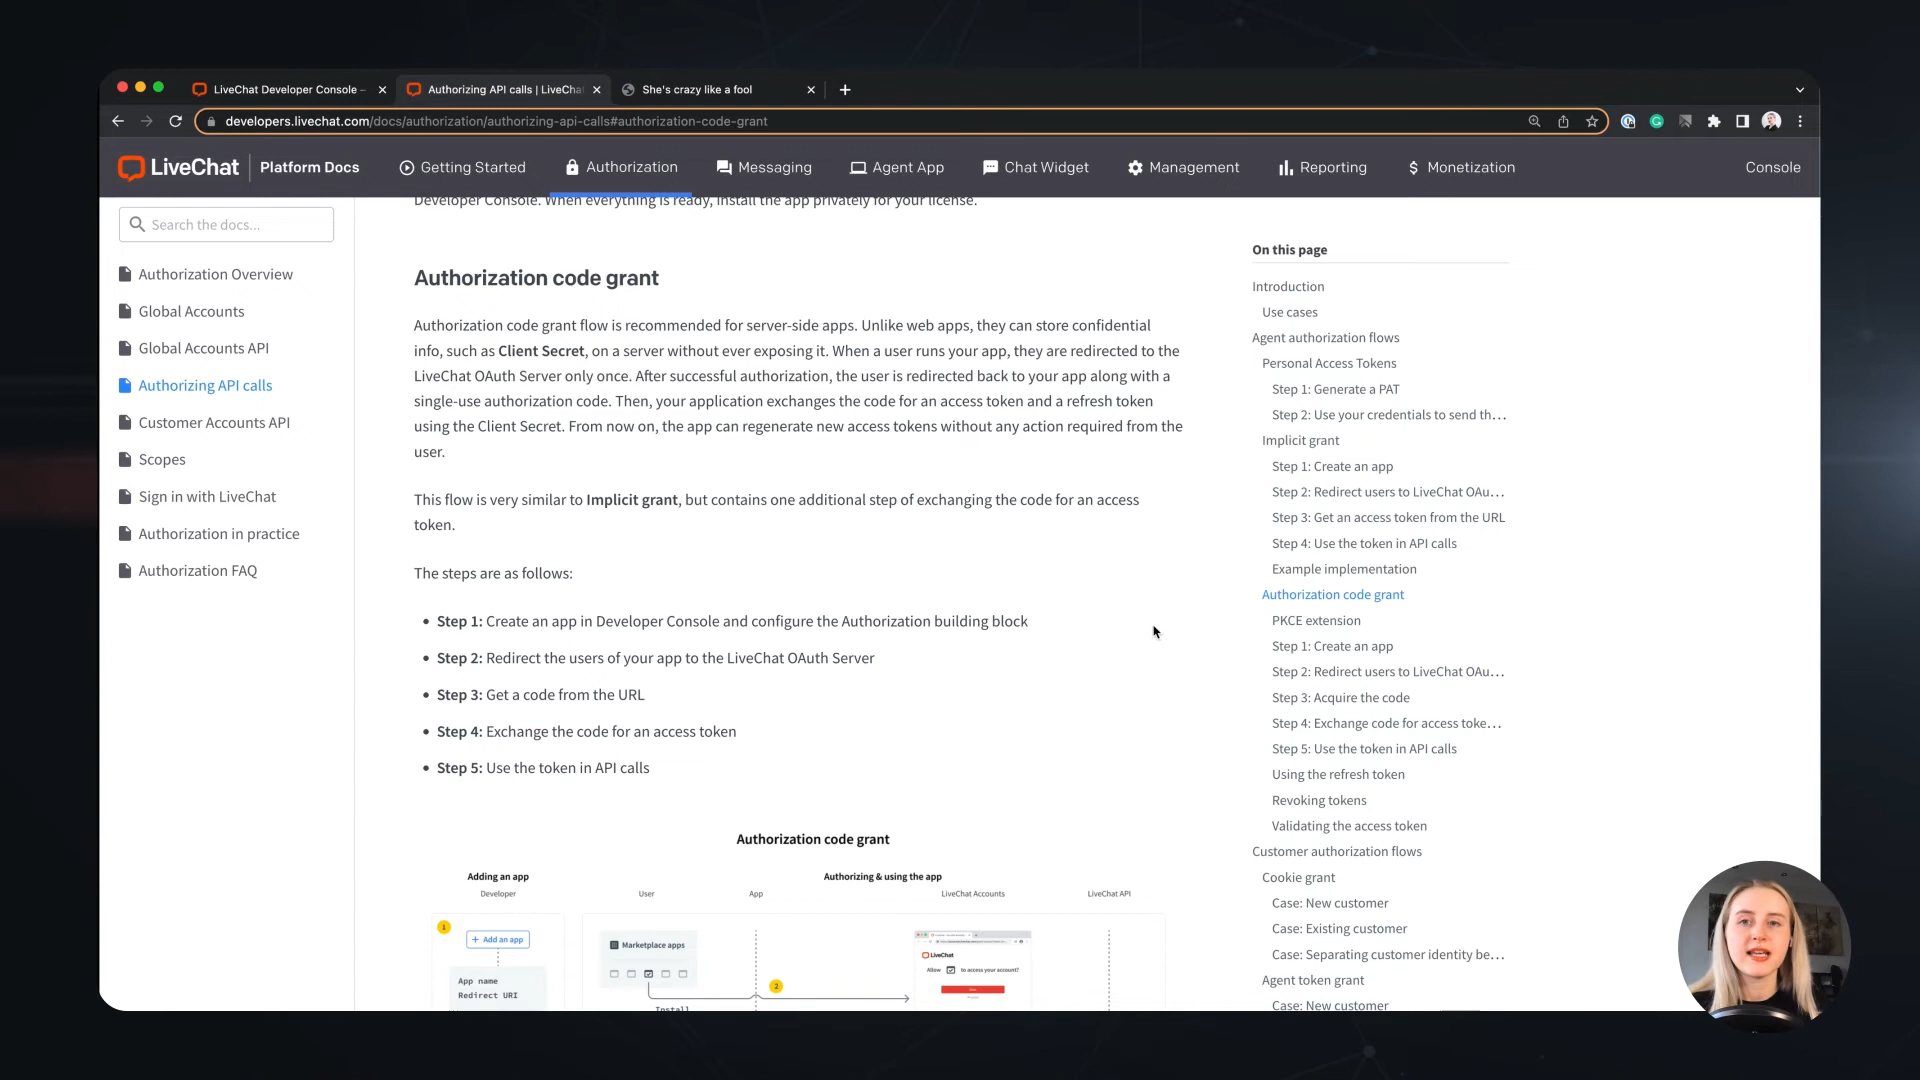 LiveChat Developer Console –
Authorizing API calls | LiveCha
She's crazy like a fool
developers.livechat.com/docs/authorization/authorizing-api-calls#authorization-code-grant
LiveChat
Platform Docs
Getting Started
Authorization
Messaging
Agent App
Chat Widget
Management
Reporting
Monetization
Console
Search the docs...
Authorization Overview
Global Accounts
Global Accounts API
Authorizing API calls
Customer Accounts API
Scopes
Sign in with LiveChat
Authorization in practice
Authorization FAQ
Developer Console. When everything is ready, install the app privately for your license.
Authorization code grant
Authorization code grant flow is recommended for server-side apps. Unlike web apps, they can store confidential
info, such as Client Secret, on a server without ever exposing it. When a user runs your app, they are redirected to the
LiveChat OAuth Server only once. After successful authorization, the user is redirected back to your app along with a
single-use authorization code. Then, your application exchanges the code for an access token and a refresh token
using the Client Secret. From now on, the app can regenerate new access tokens without any action required from the
user.
This flow is very similar to Implicit grant, but contains one additional step of exchanging the code for an access
token.
The steps are as follows:
• Step 1: Create an app in Developer Console and configure the Authorization building block
• Step 2: Redirect the users of your app to the LiveChat OAuth Server
• Step 3: Get a code from the URL
• Step 4: Exchange the code for an access token
• Step 5: Use the token in API calls
Authorization code grant
Adding an app
Authorizing & using the app
Developer
User
App
LiveChat Accounts
LiveChat API
1
+ Add an app
App name
Redirect URI
Marketplace apps
2
Install
LiveChat
Allow to access your account?
On this page
Introduction
Use cases
Agent authorization flows
Personal Access Tokens
Step 1: Generate a PAT
Step 2: Use your credentials to send th...
Implicit grant
Step 1: Create an app
Step 2: Redirect users to LiveChat OAu...
Step 3: Get an access token from the URL
Step 4: Use the token in API calls
Example implementation
Authorization code grant
PKCE extension
Step 1: Create an app
Step 2: Redirect users to LiveChat OAu...
Step 3: Acquire the code
Step 4: Exchange code for access toke...
Step 5: Use the token in API calls
Using the refresh token
Revoking tokens
Validating the access token
Customer authorization flows
Cookie grant
Case: New customer
Case: Existing customer
Case: Separating customer identity be...
Agent token grant
Case: New customer